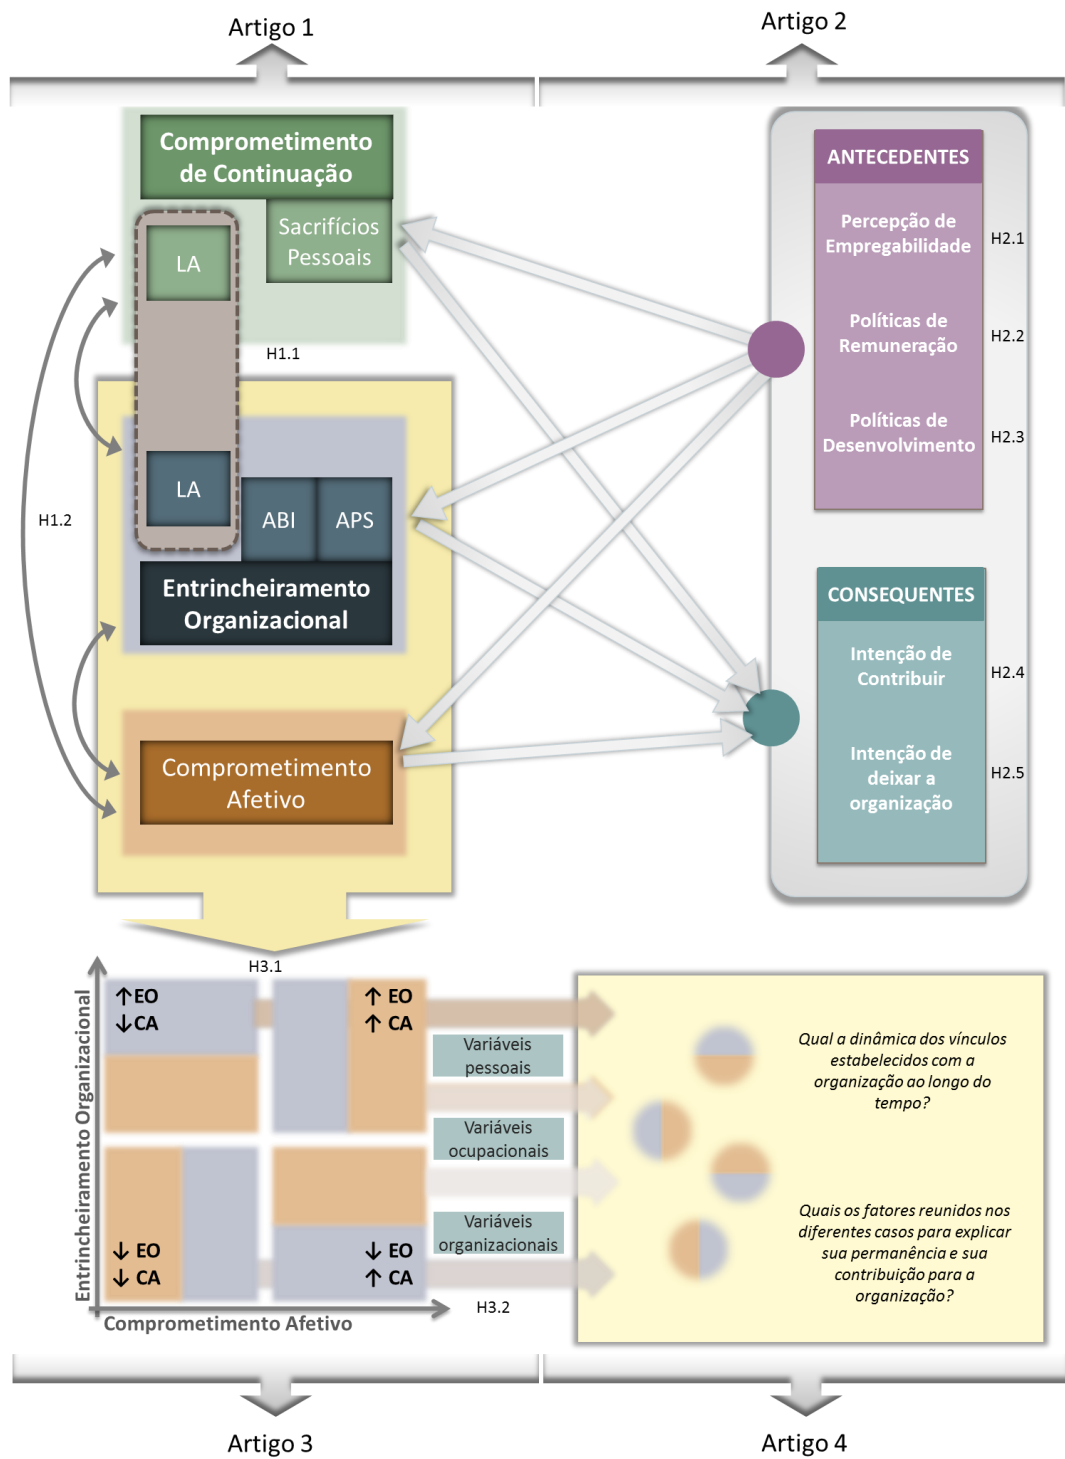 Artigo 1
Artigo 2
Comprometimento
de Continuação
Sacrifícios
Pessoais
LA
H1.1
H1.2
LA
ABI
APS
Entrincheiramento
Organizacional
Comprometimento
Afetivo
ANTECEDENTES
Percepção de
Empregabilidade
H2.1
Políticas de
Remuneração
H2.2
Políticas de
Desenvolvimento
H2.3
CONSEQUENTES
Intenção de
Contribuir
H2.4
Intenção de
deixar a
organização
H2.5
H3.1
Entrincheiramento Organizacional
↑EO
↓CA
↑ EO
↑ CA
↓ EO
↓ CA
↓ EO
↑ CA
Comprometimento Afetivo
H3.2
Variáveis
pessoais
Variáveis
ocupacionais
Variáveis
organizacionais
Qual a dinâmica dos vínculos
estabelecidos com a
organização ao longo do
tempo?
Quais os fatores reunidos nos
diferentes casos para explicar
sua permanência e sua
contribuição para a
organização?
Artigo 3
Artigo 4